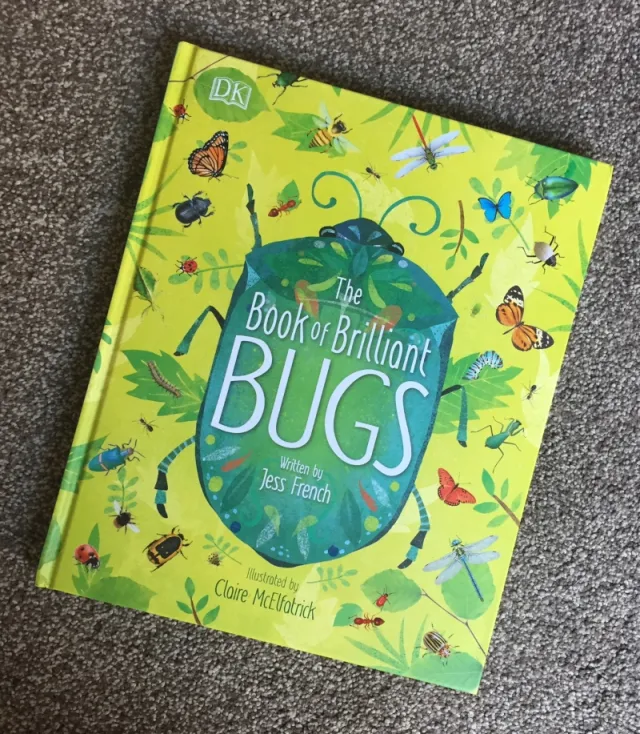 DK
The
Book of Brilliant
BUGS
Written by
Jess French
Illustrated by
Claire McElfatrick